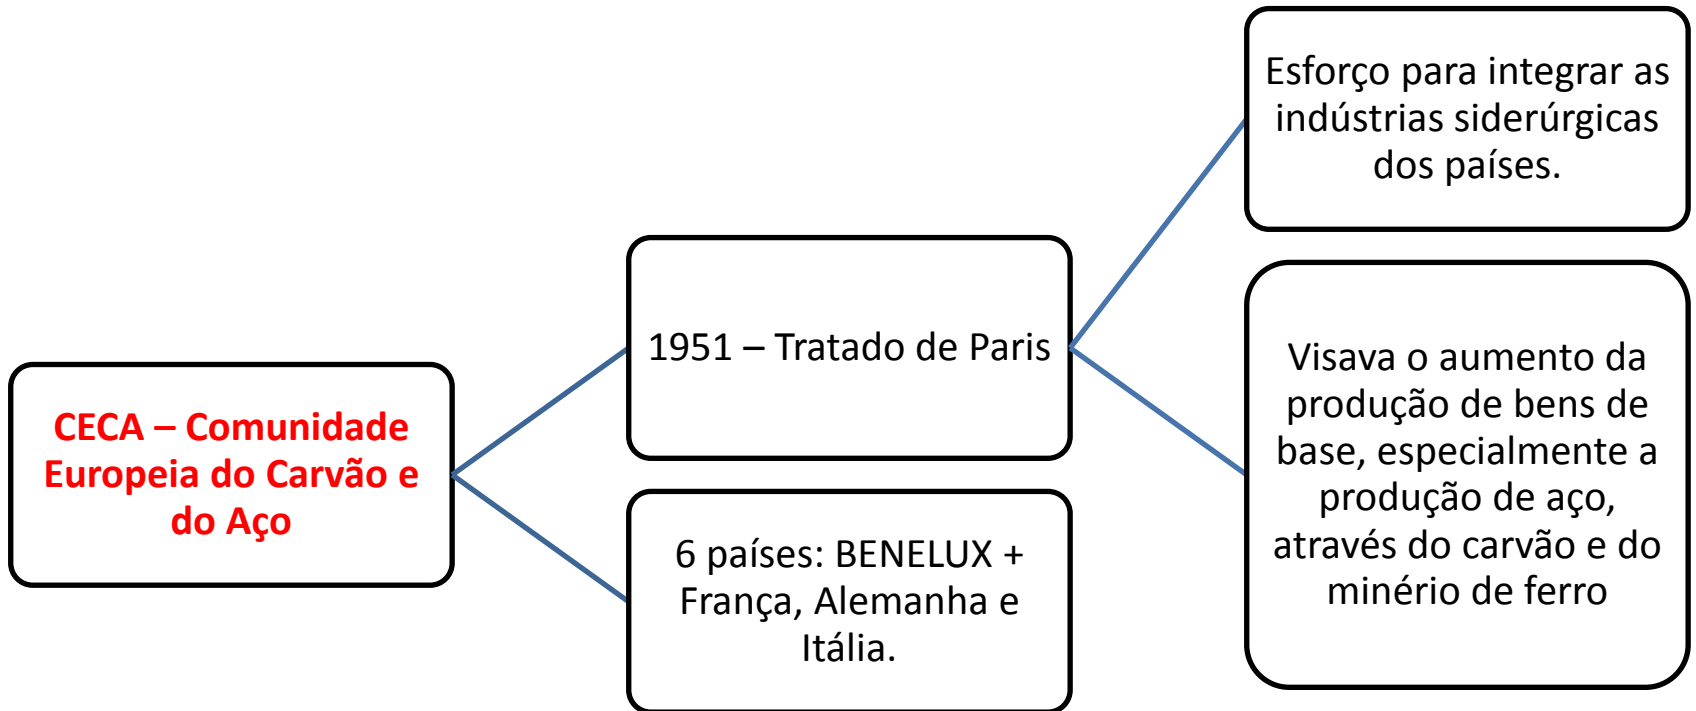 CECA – Comunidade
Europeia do Carvão e
do Aço
1951 – Tratado de Paris
6 países: BENELUX +
França, Alemanha e
Itália.
Esforço para integrar as
indústrias siderúrgicas
dos países.
Visava o aumento da
produção de bens de
base, especialmente a
produção de aço,
através do carvão e do
minério de ferro